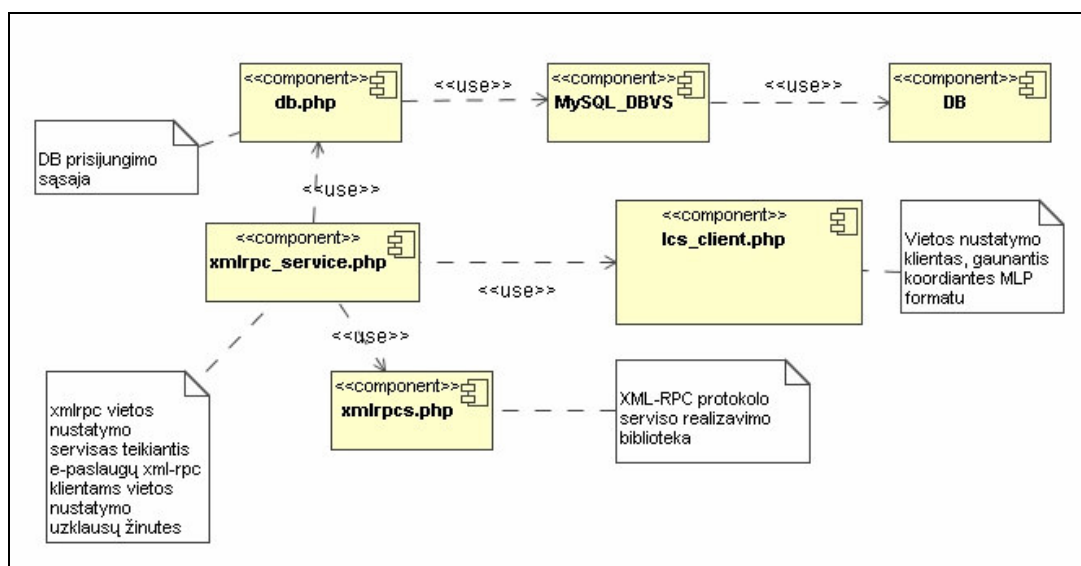 <<component>>
db.php
<<use>>
<<component>>
MySQL_DBVS
<<use>>
<<component>>
DB
DB prisijungimo
sąsaja
<<use>>
<<component>>
xmlrpc_service.php
<<use>>
<<component>>
lcs_client.php
Vietos nustatymo
klientas, gaunantis
koordiantes MLP
formatu
<<use>>
<<component>>
xmlrpcs.php
XML-RPC protokolo
serviso realizavimo
biblioteka
xmlrpc vietos
nustatymo
servisas teikiantis
e-paslaugų xml-rpc
klientams vietos
nustatymo
uzklausų žinutes